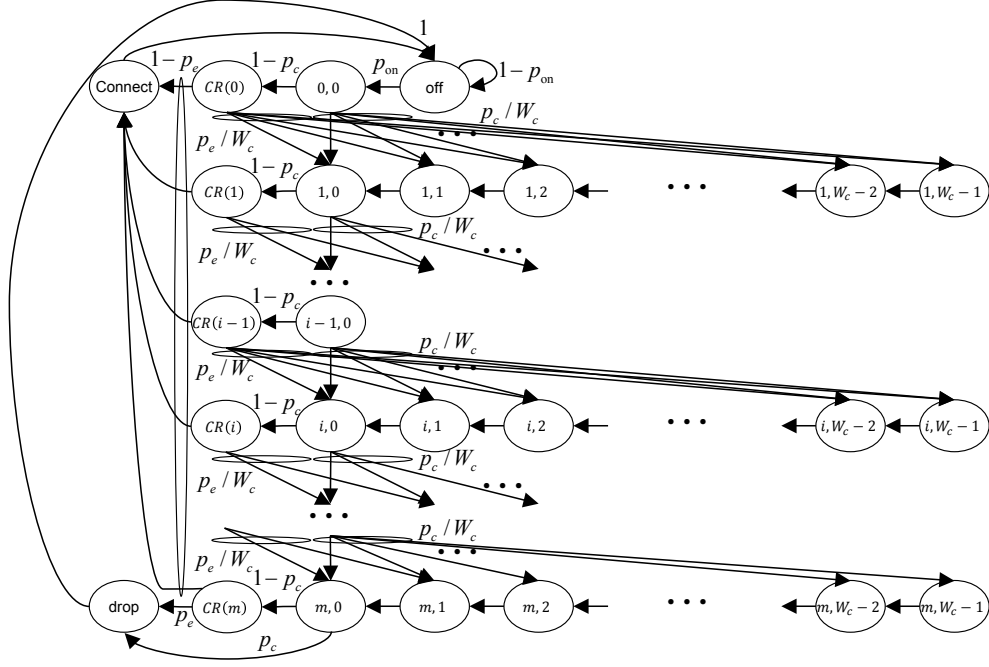 1
1−p_e 1−p_c p_on 1−p_on
Connect CR(0) 0,0 off
p_e/W_c p_c/W_c
• • •
1−p_c
CR(1) 1,0 1,1 1,2 • • • 1,W_c−2 1,W_c−1
p_e/W_c p_c/W_c
• • •
• • •
1−p_c
CR(i−1) i−1,0
p_e/W_c p_c/W_c
• • •
1−p_c
CR(i) i,0 i,1 i,2 • • • i,W_c−2 i,W_c−1
p_e/W_c p_c/W_c
• • •
• • •
p_e/W_c p_c/W_c
• • •
1−p_c
drop p_e CR(m) m,0 m,1 m,2 • • • m,W_c−2 m,W_c−1
p_c